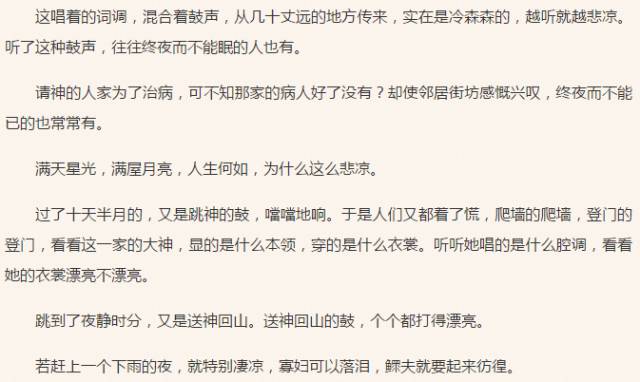 这唱着的词调，混合着鼓声，从几十丈远的地方传来，实在是冷森森的，越听就越悲凉。
听了这种鼓声，往往终夜而不能眠的人也有。
请神的人家为了治病，可不知那家的病人好了没有？却使邻居街坊感慨兴叹，终夜而不能
已的也常常有。
满天星光，满屋月亮，人生何如，为什么这么悲凉。
过了十天半月的，又是跳神的鼓，噹噹地响。于是人们又都着了慌，爬墙的爬墙，登门的
登门，看看这一家的大神，显的是什么本领，穿的是什么衣裳。听听她唱的是什么腔调，看看
她的衣裳漂亮不漂亮。
跳到了夜静时分，又是送神回山。送神回山的鼓，个个都打得漂亮。
若赶上一个下雨的夜，就特别凄凉，寡妇可以落泪，鳏夫就要起来彷徨。